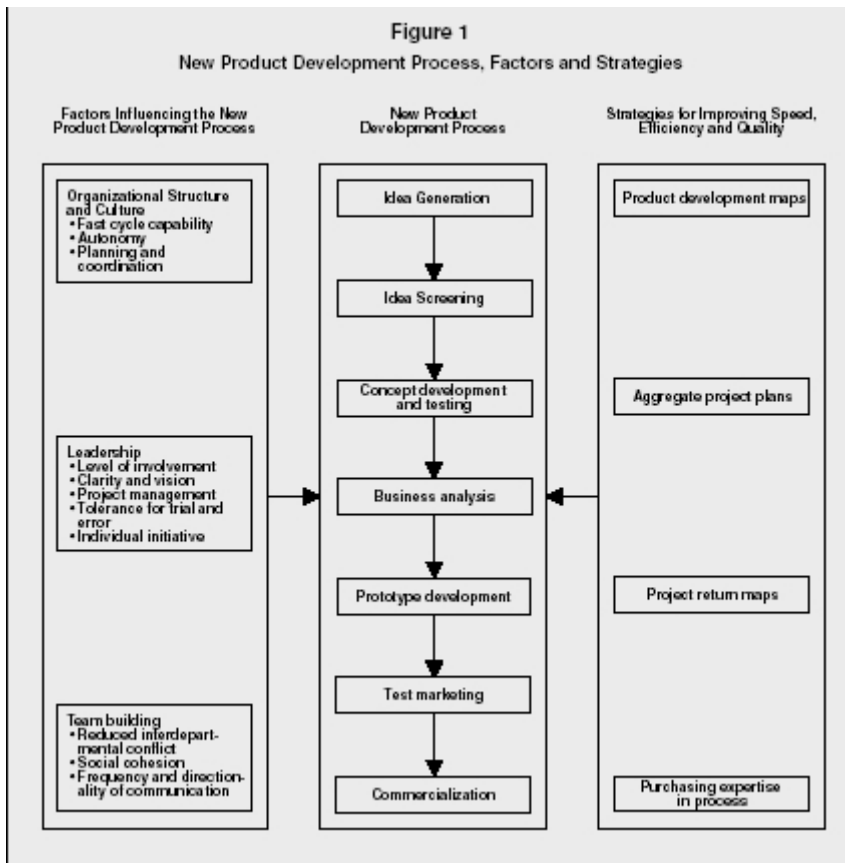 Figure 1
New Product Development Process, Factors and Strategies
Factors Influencing the New
Product Development Process
Organizational Structure
and Culture
• Fast cycle capability
• Autonomy
• Planning and
coordination
Leadership
• Level of involvement
• Clarity and vision
• Project management
• Tolerance for trial and
error
• Individual initiative
Team building
• Reduced interdepart-
mental conflict
• Social cohesion
• Frequency and direction-
ality of communication
New Product
Development Process
Idea Generation
Idea Screening
Concept development
and testing
Business analysis
Prototype development
Test marketing
Commercialization
Strategies for Improving Speed,
Efficiency and Quality
Product development maps
Aggregate project plans
Project return maps
Purchasing expertise
in process